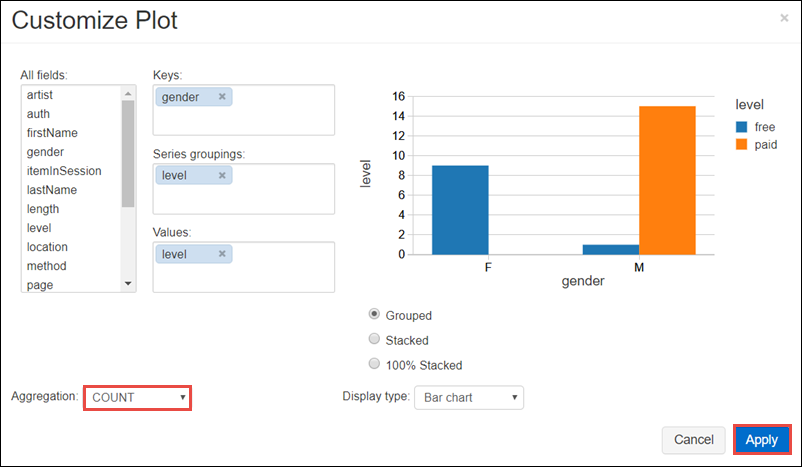 Customize Plot
×
All fields:
artist
auth
firstName
gender
itemInSession
lastName
length
level
location
method
page
Keys:
gender ×
Series groupings:
level ×
Values:
level ×
16
14
12
10
8
6
4
2
0
level
F
M
gender
level
free
paid
Grouped
Stacked
100% Stacked
Aggregation: COUNT
Display type: Bar chart
Cancel
Apply